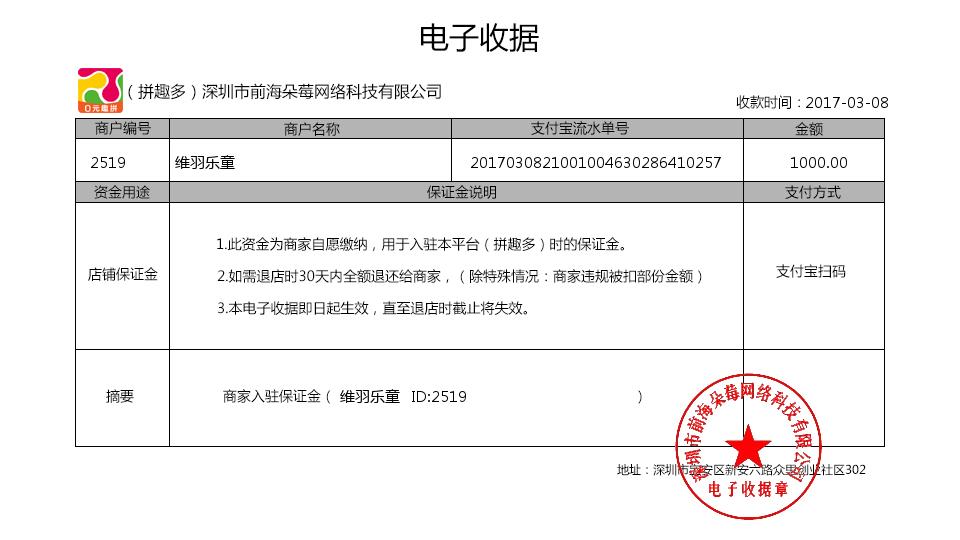 电子收据
0元趣拼
（拼趣多）深圳市前海朵莓网络科技有限公司
收款时间：2017-03-08
商户编号 商户名称 支付宝流水单号 金额
2519 维羽乐童 2017030821001004630286410257 1000.00
资金用途 保证金说明 支付方式
1.此资金为商家自愿缴纳，用于入驻本平台（拼趣多）时的保证金。
店铺保证金 2.如需退店时30天内全额退还给商家，（除特殊情况：商家违规被扣部份金额） 支付宝扫码
3.本电子收据即日起生效，直至退店时截止将失效。
摘要 商家入驻保证金（ 维羽乐童 ID:2519 ）
深圳市前海朵莓网络科技有限公司
地址：深圳市宝安区新安六路众里创业社区302
电子收据章